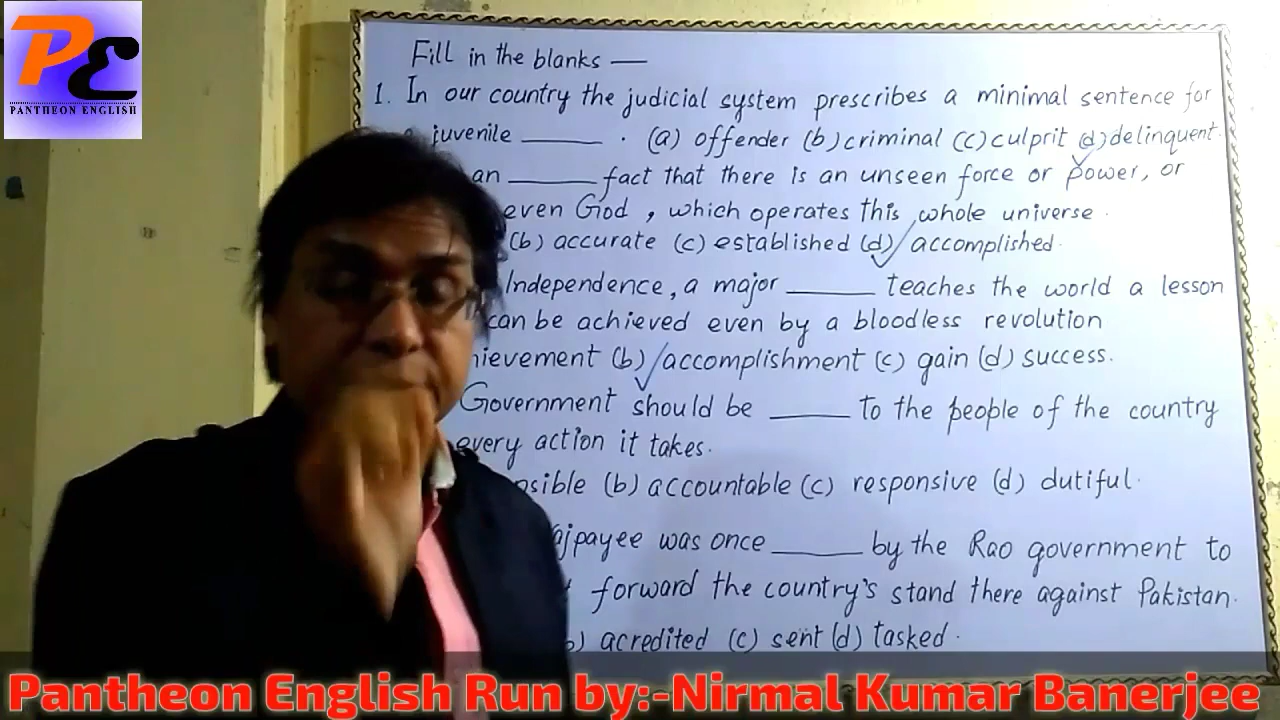 PE
PANTHEON ENGLISH
Fill in the blanks —
1. In our country the judicial system prescribes a minimal sentence for
juvenile ______ . (a) offender (b) criminal (c) culprit (d) delinquent.
an ______ fact that there is an unseen force or power, or
even God, which operates this whole universe.
(b) accurate (c) established (d) accomplished.
Independence, a major ______ teaches the world a lesson
can be achieved even by a bloodless revolution
(b) accomplishment (c) gain (d) success.
Government should be ______ to the people of the country
every action it takes.
(b) accountable (c) responsive (d) dutiful.
was once ______ by the Rao government to
forward the country's stand there against Pakistan.
b) acredited (c) sent (d) tasked.
Pantheon English Run by:-Nirmal Kumar Banerjee